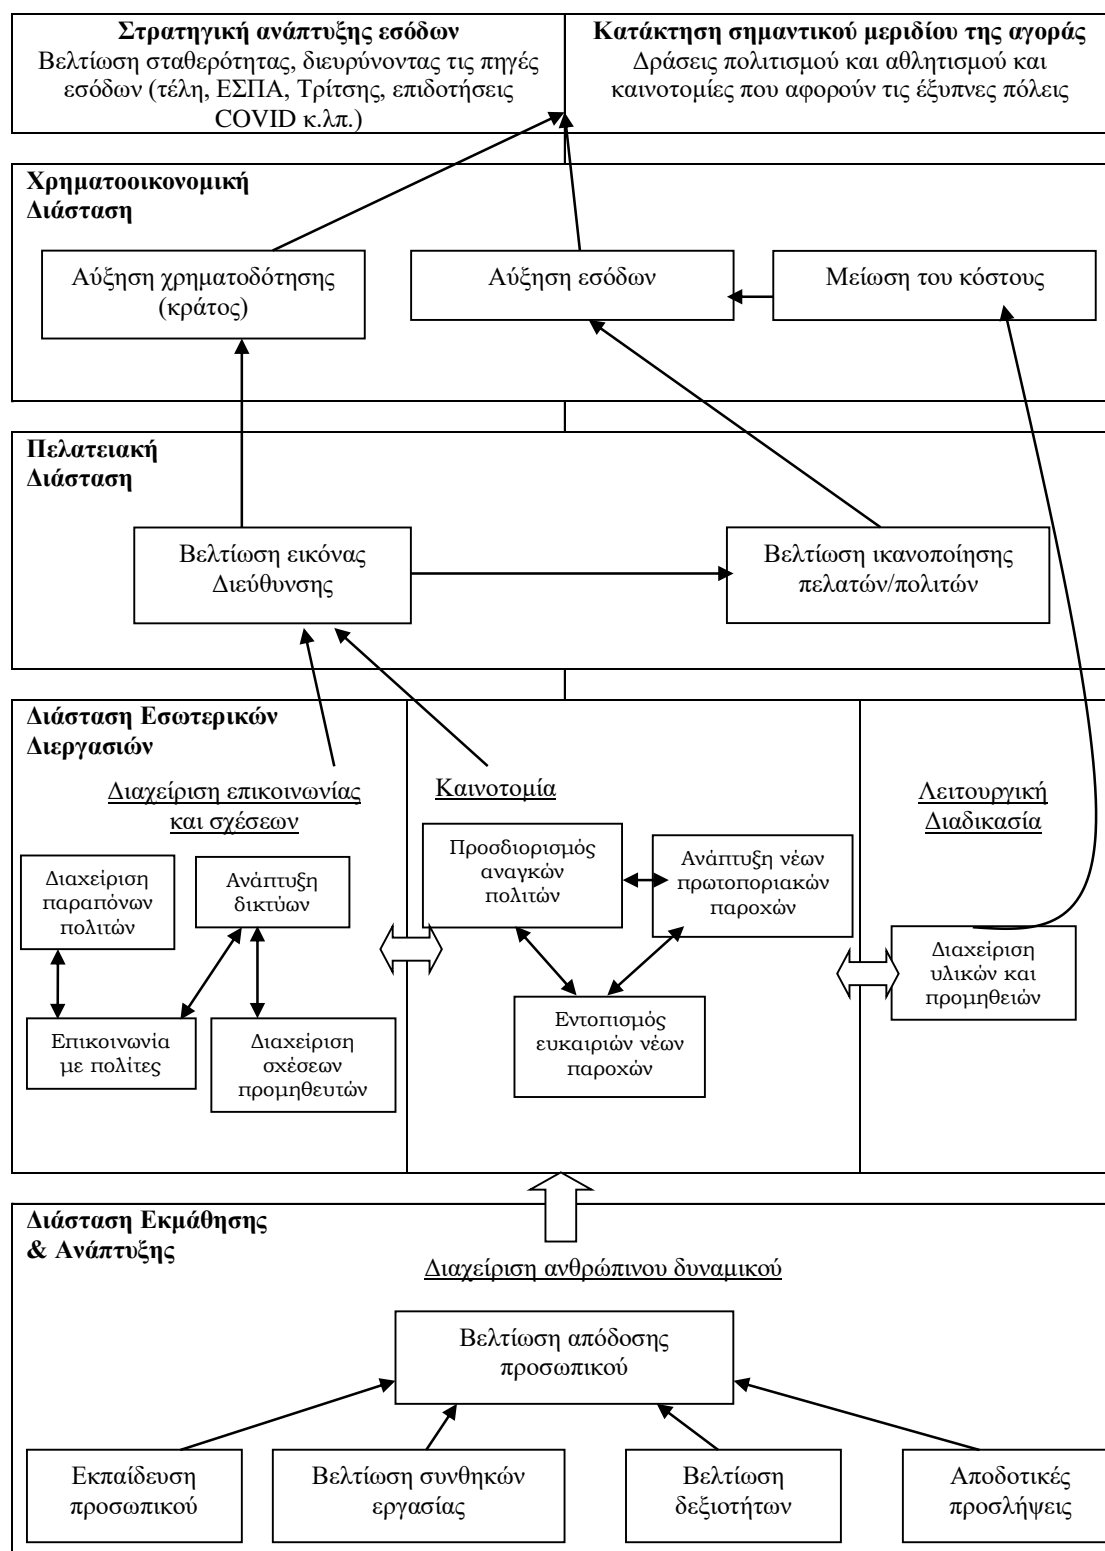 Στρατηγική ανάπτυξης εσόδων
Βελτίωση σταθερότητας, διευρύνοντας τις πηγές
εσόδων (τέλη, ΕΣΠΑ, Τρίτσης, επιδοτήσεις
COVID κ.λπ.)
Κατάκτηση σημαντικού μεριδίου της αγοράς
Δράσεις πολιτισμού και αθλητισμού και
καινοτομίες που αφορούν τις έξυπνες πόλεις
Χρηματοοικονομική
Διάσταση
Αύξηση χρηματοδότησης
(κράτος)
Αύξηση εσόδων
Μείωση του κόστους
Πελατειακή
Διάσταση
Βελτίωση εικόνας
Διεύθυνσης
Βελτίωση ικανοποίησης
πελατών/πολιτών
Διάσταση Εσωτερικών
Διεργασιών
Διαχείριση επικοινωνίας
και σχέσεων
Διαχείριση
παραπόνων
πολιτών
Ανάπτυξη
δικτύων
Επικοινωνία
με πολίτες
Διαχείριση
σχέσεων
προμηθευτών
Καινοτομία
Προσδιορισμός
αναγκών
πολιτών
Ανάπτυξη νέων
πρωτοποριακών
παροχών
Εντοπισμός
ευκαιριών νέων
παροχών
Λειτουργική
Διαδικασία
Διαχείριση
υλικών και
προμηθειών
Διάσταση Εκμάθησης
& Ανάπτυξης
Διαχείριση ανθρώπινου δυναμικού
Βελτίωση απόδοσης
προσωπικού
Εκπαίδευση
προσωπικού
Βελτίωση συνθηκών
εργασίας
Βελτίωση
δεξιοτήτων
Αποδοτικές
προσλήψεις